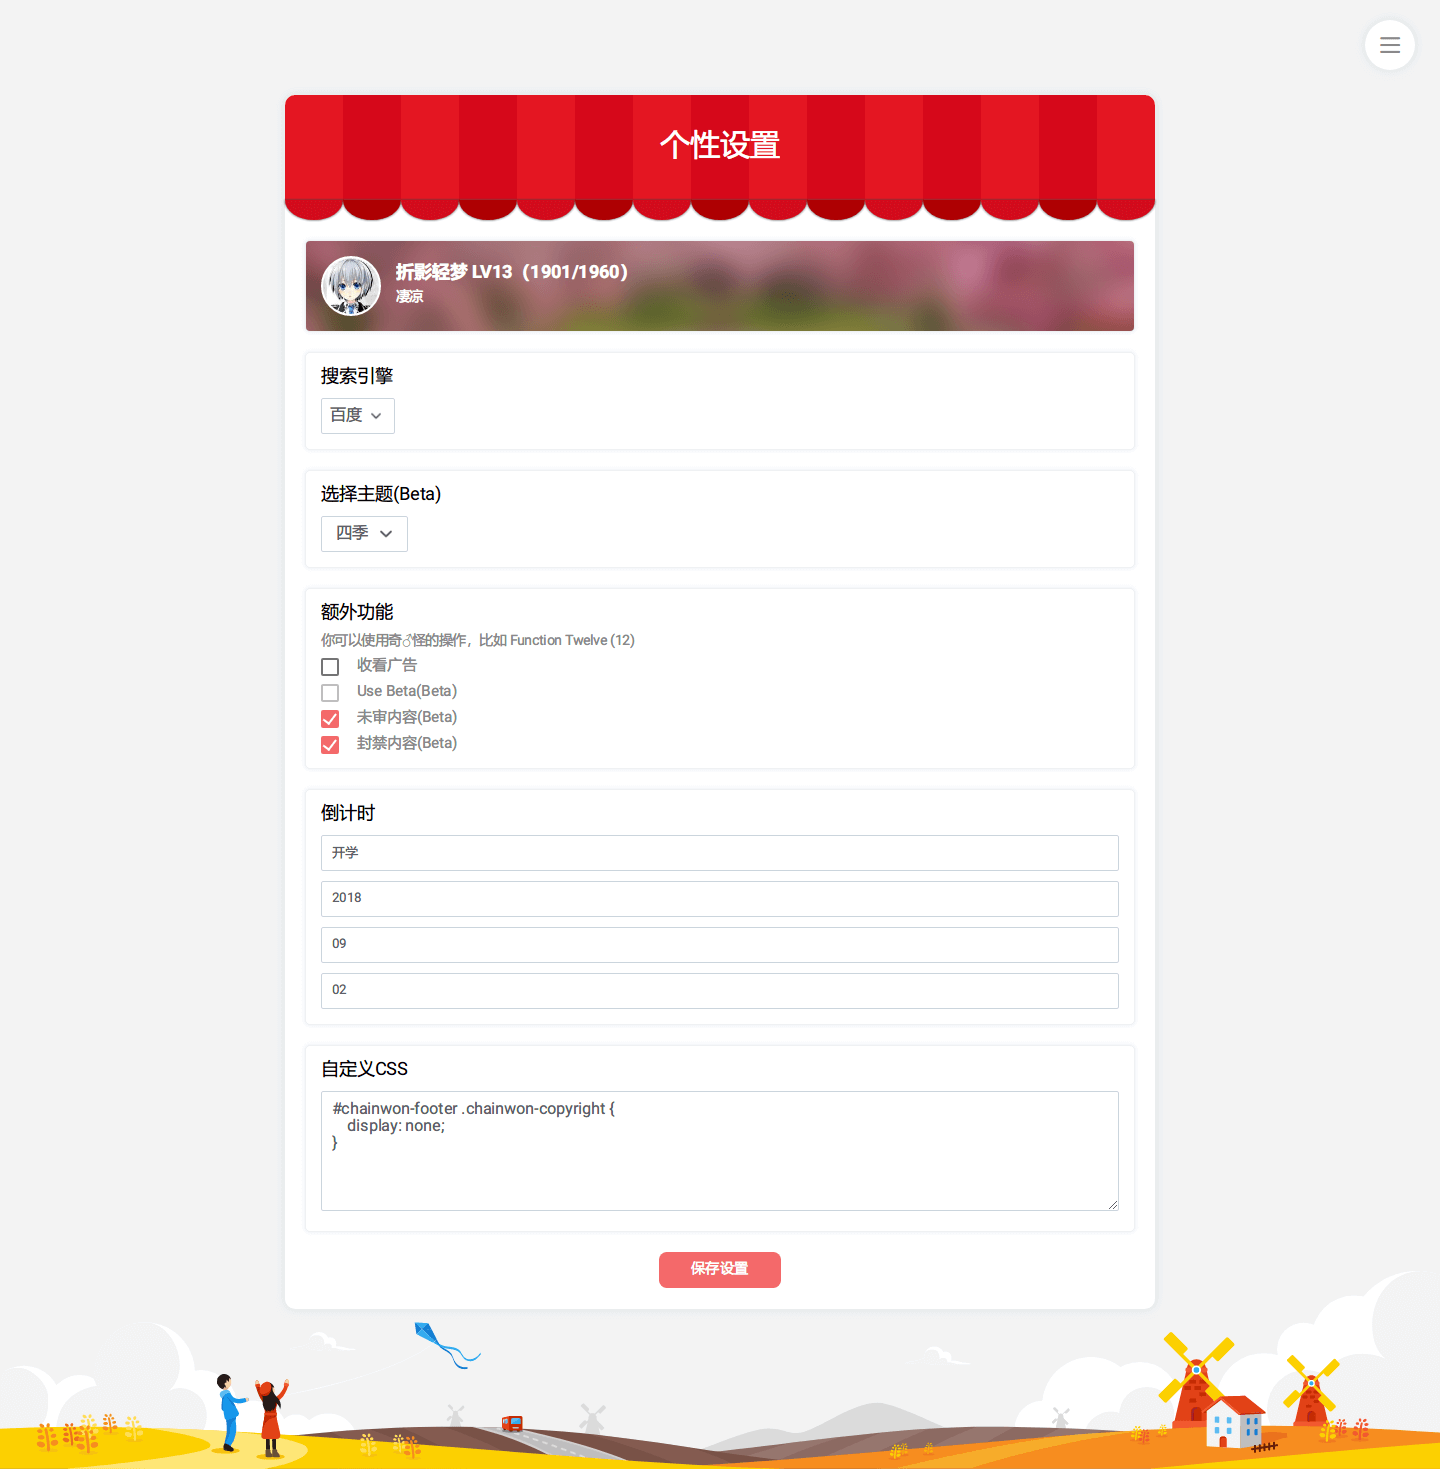 个性设置
折影轻梦 LV13（1901/1960）
凄凉
搜索引擎
百度
选择主题(Beta)
四季
额外功能
你可以使用奇♂怪的操作，比如 Function Twelve (12)
收看广告
Use Beta(Beta)
未审内容(Beta)
封禁内容(Beta)
倒计时
开学
2018
09
02
自定义CSS
#chainwon-footer .chainwon-copyright {
    display: none;
}
保存设置